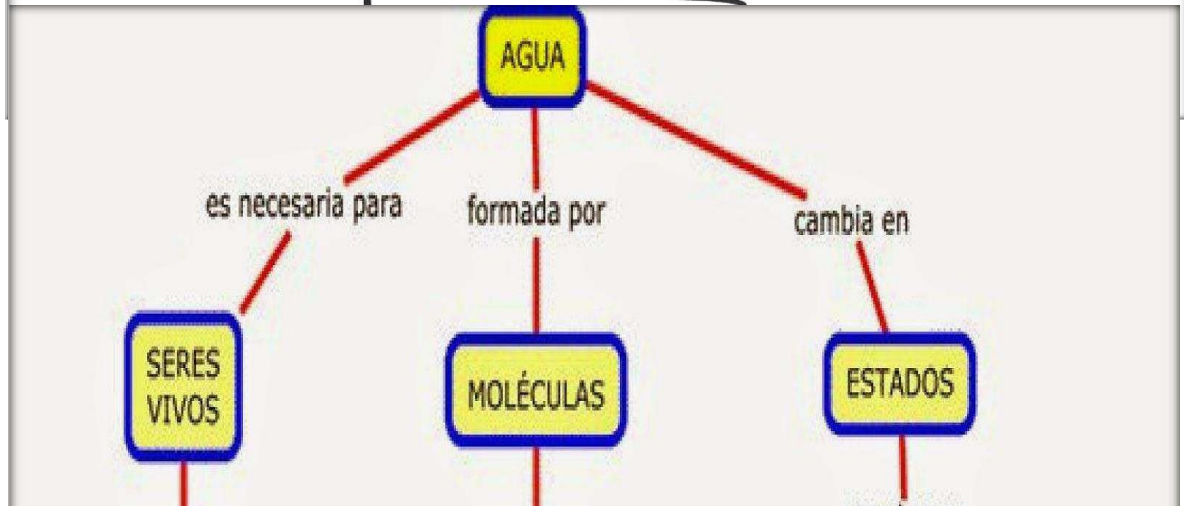 AGUA
es necesaria para
formada por
cambia en
SERES
VIVOS
MOLÉCULAS
ESTADOS